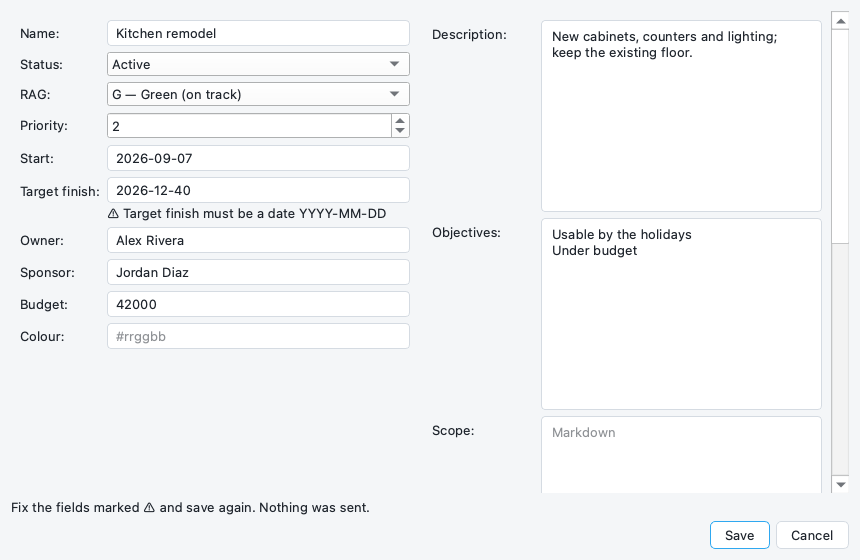 Name:
Kitchen remodel
Status:
Active
RAG:
G — Green (on track)
Priority:
2
Start:
2026-09-07
Target finish:
2026-12-40
⚠ Target finish must be a date YYYY-MM-DD
Owner:
Alex Rivera
Sponsor:
Jordan Diaz
Budget:
42000
Colour:
#rrggbb
Description:
New cabinets, counters and lighting;
keep the existing floor.
Objectives:
Usable by the holidays
Under budget
Scope:
Markdown
Fix the fields marked ⚠ and save again. Nothing was sent.
Save
Cancel